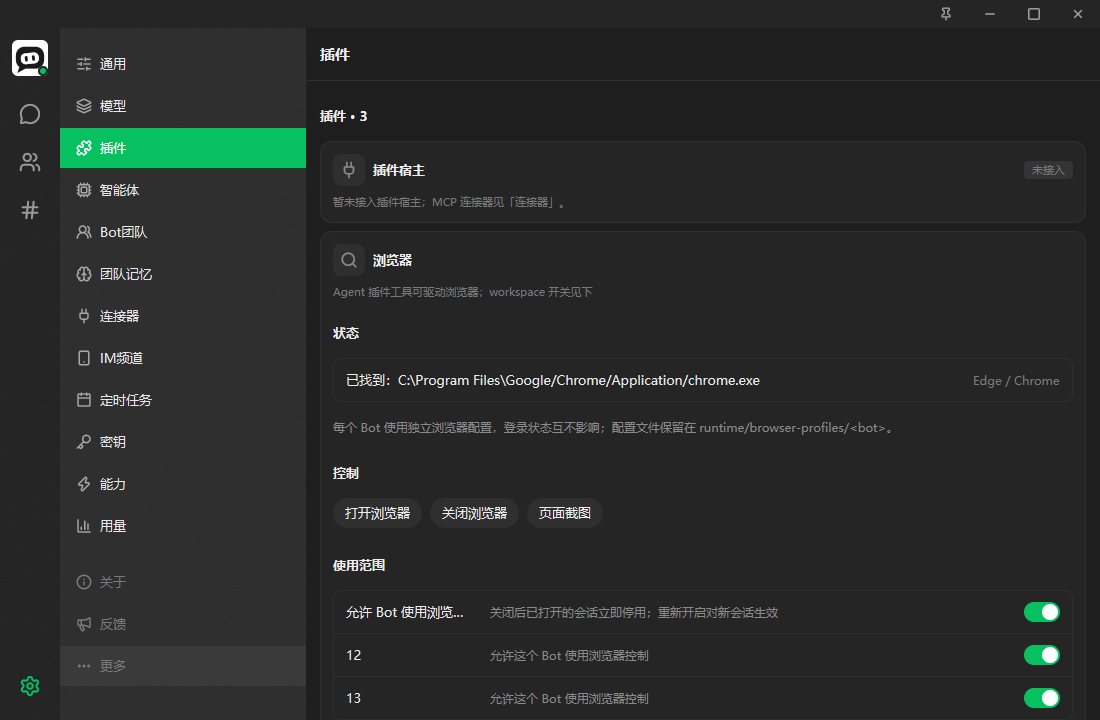 插件
通用
模型
插件
智能体
Bot团队
团队记忆
连接器
IM频道
定时任务
密钥
能力
用量
关于
反馈
更多
插件 • 3
插件宿主
未接入
暂未接入插件宿主；MCP 连接器见「连接器」。
浏览器
Agent 插件工具可驱动浏览器；workspace 开关见下
状态
已找到：C:\Program Files\Google/Chrome/Application/chrome.exe
Edge / Chrome
每个 Bot 使用独立浏览器配置，登录状态互不影响；配置文件保留在 runtime/browser-profiles/<bot>。
控制
打开浏览器
关闭浏览器
页面截图
使用范围
允许 Bot 使用浏览...
关闭后已打开的会话立即停用；重新开启对新会话生效
12
允许这个 Bot 使用浏览器控制
13
允许这个 Bot 使用浏览器控制